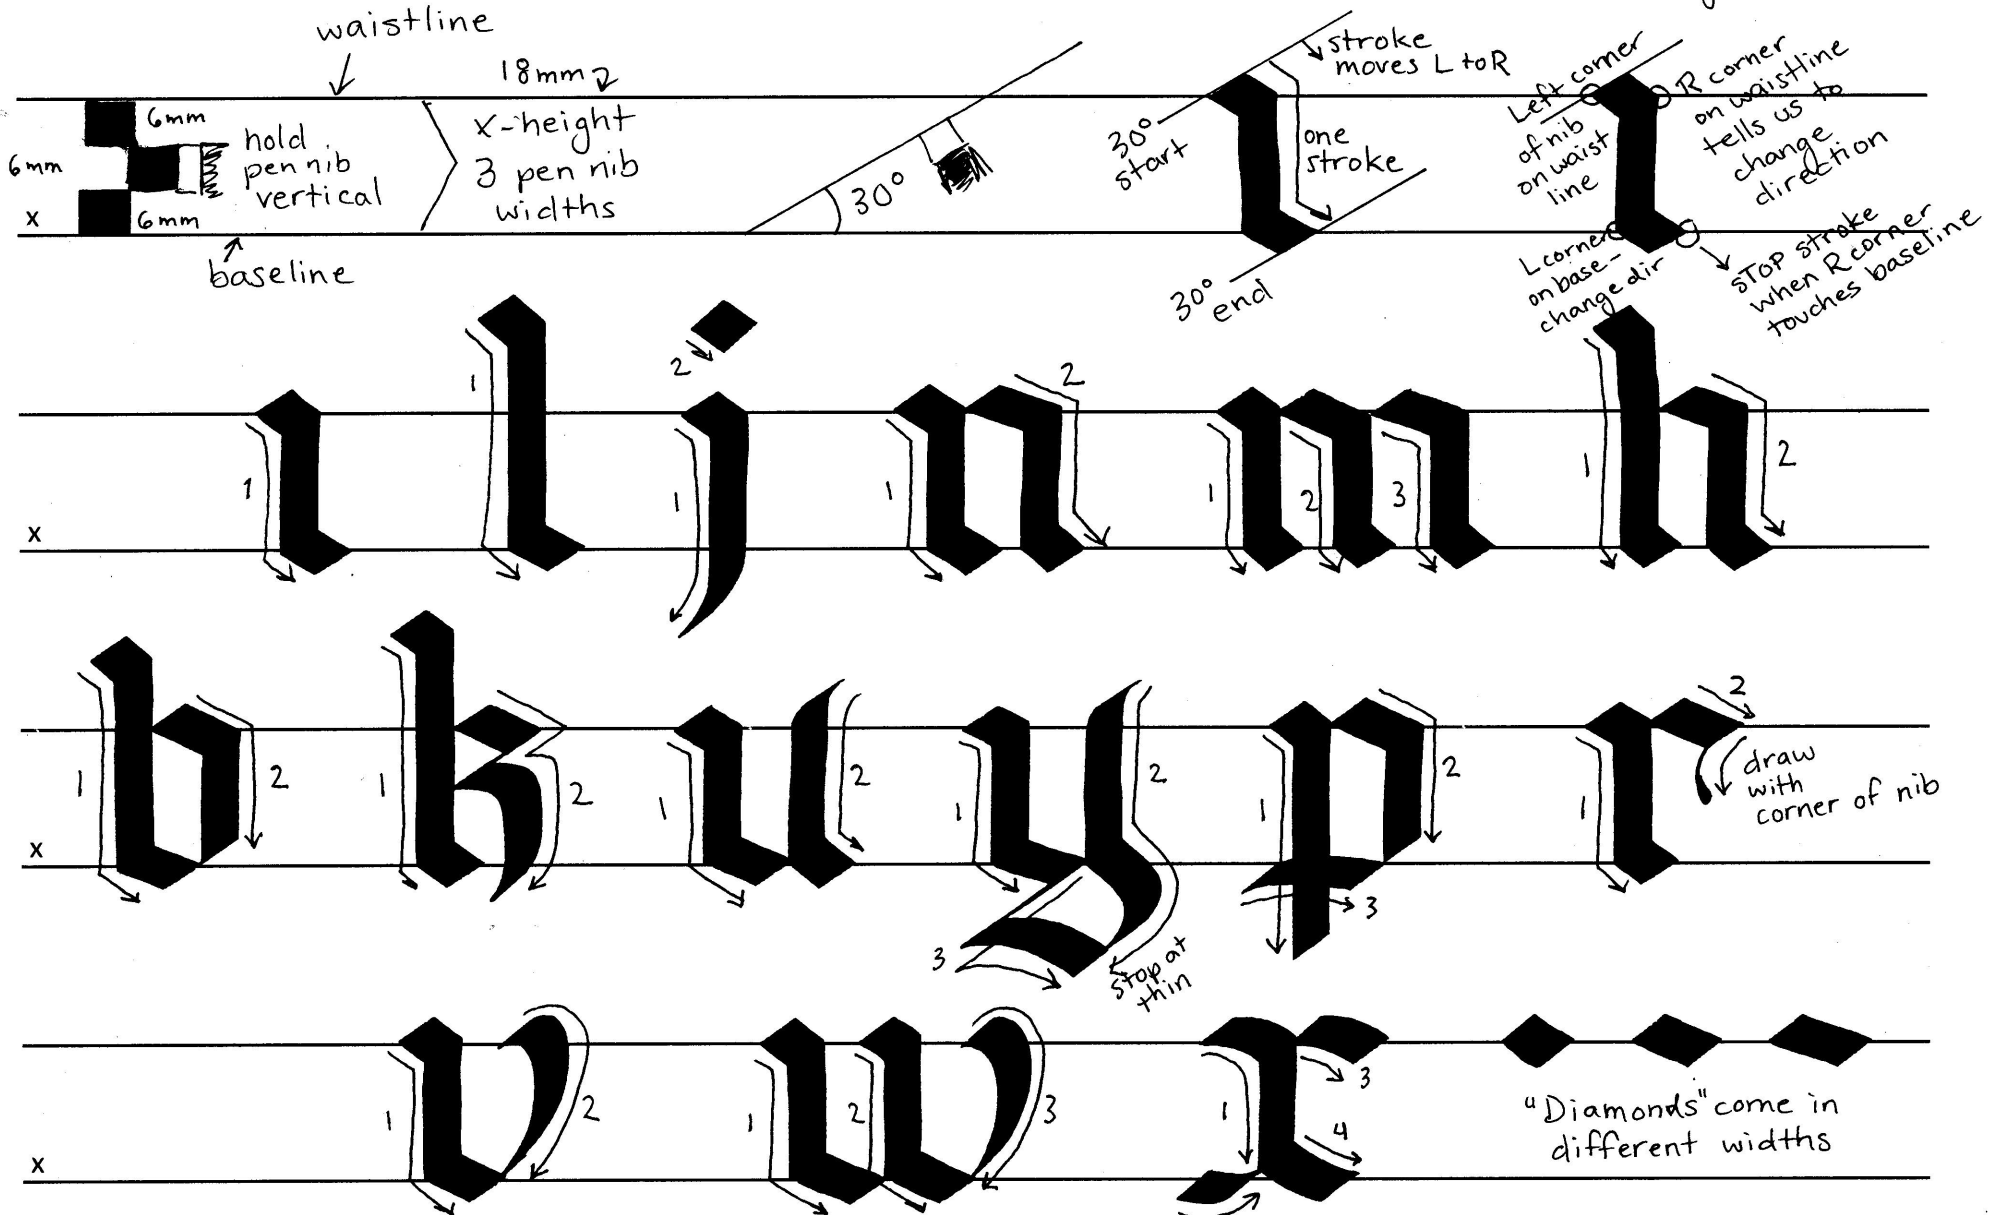 waistline
18mm
6mm
6mm
6mm
x
hold
pen nib
vertical
x-height
3 pen nib
widths
baseline
30°
30°
start
stroke
moves L to R
one
stroke
30°
end
Left corner
of nib
on waist
line
R corner
on waistline
tells us to
change
direction
L corner
on base-
change dir
STOP stroke
when R corner
touches baseline
x
1
1
1
2
1
2
1
2
3
1
2
ı l j n m h
x
1
2
1
2
1
2
1
2
3
stop at
thin
1
2
3
1
2
draw
with
corner of nib
b k u y p r
x
1
2
1
2
3
1
3
4
v w x
"Diamonds" come in
different widths